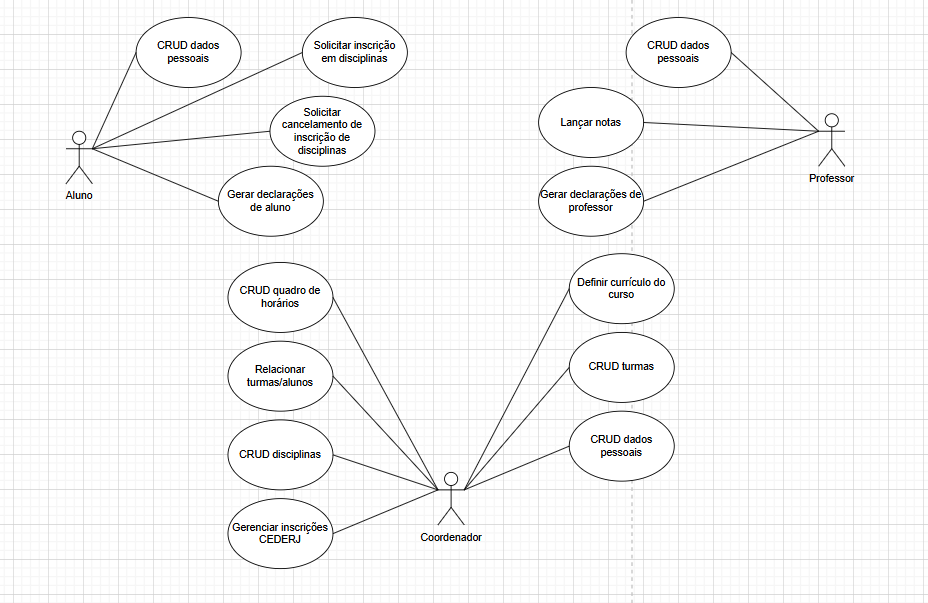 CRUD dados
pessoais
Solicitar inscrição
em disciplinas
Solicitar
cancelamento de
inscrição de
disciplinas
Gerar declarações
de aluno
Aluno
CRUD dados
pessoais
Lançar notas
Gerar declarações de
professor
Professor
CRUD quadro de
horários
Relacionar
turmas/alunos
CRUD disciplinas
Gerenciar inscrições
CEDERJ
Definir currículo do
curso
CRUD turmas
CRUD dados
pessoais
Coordenador